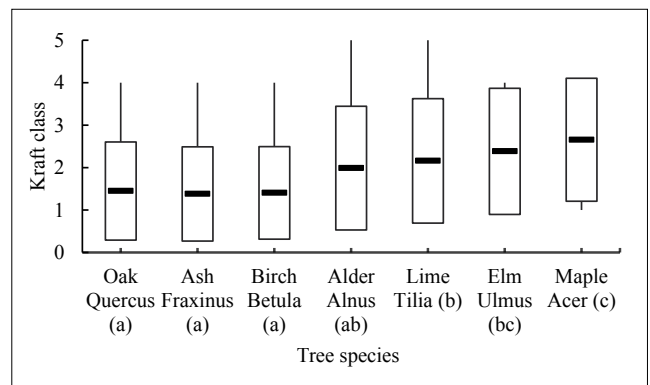 Kraft class
5
4
3
2
1
0
Oak Ash Birch Alder Lime Elm Maple
Quercus Fraxinus Betula Alnus Tilia (b) Ulmus Acer (c)
(a) (a) (a) (ab) (bc)
Tree species